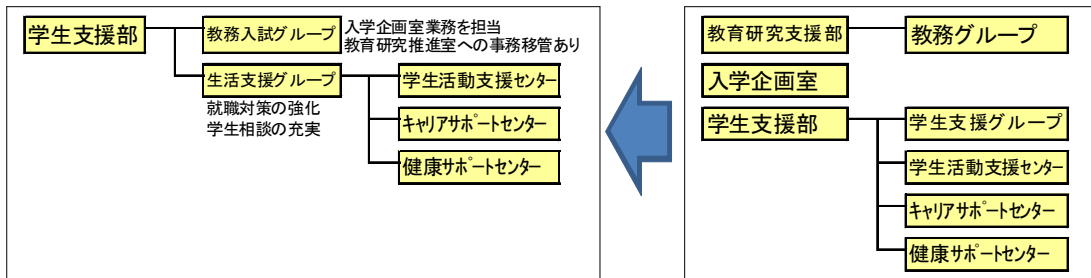 学生支援部
教務入試グループ
入学企画室業務を担当
教育研究推進室への事務移管あり
生活支援グループ
就職対策の強化
学生相談の充実
学生活動支援センター
キャリアサポートセンター
健康サポートセンター
教育研究支援部
教務グループ
入学企画室
学生支援部
学生支援グループ
学生活動支援センター
キャリアサポートセンター
健康サポートセンター